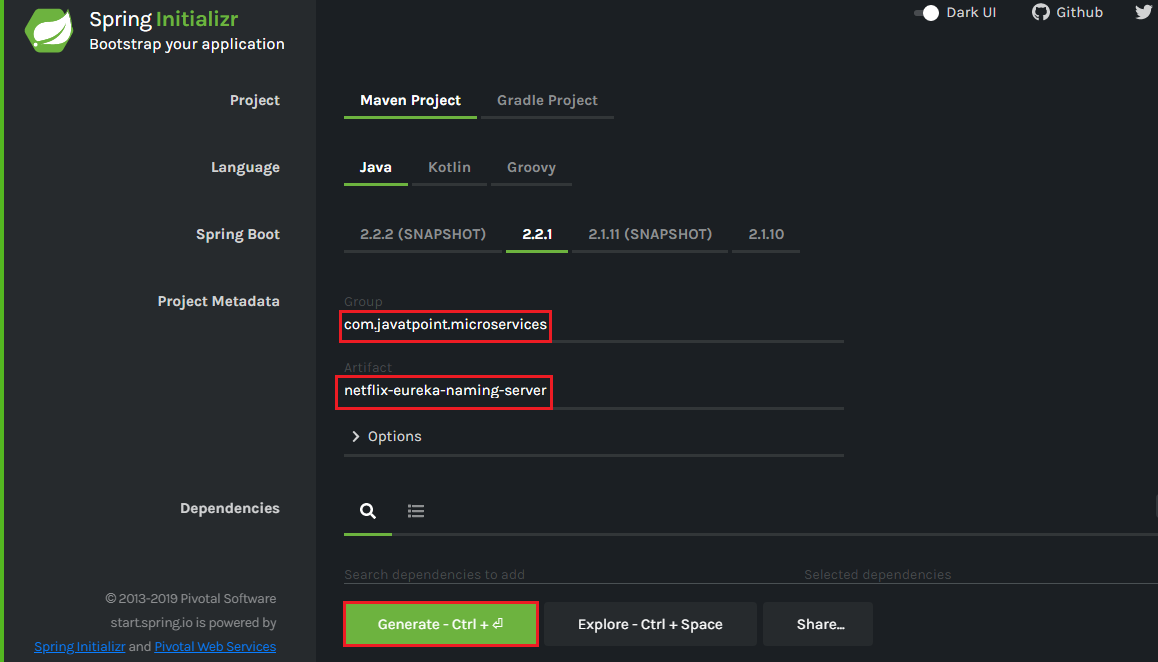 Spring Initializr
Bootstrap your application
Dark UI
Github
Project
Maven Project
Gradle Project
Language
Java
Kotlin
Groovy
Spring Boot
2.2.2 (SNAPSHOT)
2.2.1
2.1.11 (SNAPSHOT)
2.1.10
Project Metadata
Group
com.javatpoint.microservices
Artifact
netflix-eureka-naming-server
Options
Dependencies
Search dependencies to add
Selected dependencies
© 2013-2019 Pivotal Software
start.spring.io is powered by
Spring Initializr and Pivotal Web Services
Generate - Ctrl + ⏎
Explore - Ctrl + Space
Share...